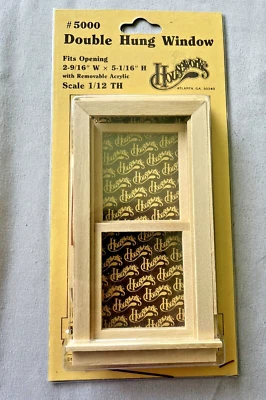 #5000
Double Hung Window
Fits Opening
2-9/16" W × 5-1/16" H
with Removable Acrylic
Scale 1/12 TH
Houseworks
ATLANTA, GA. 30340